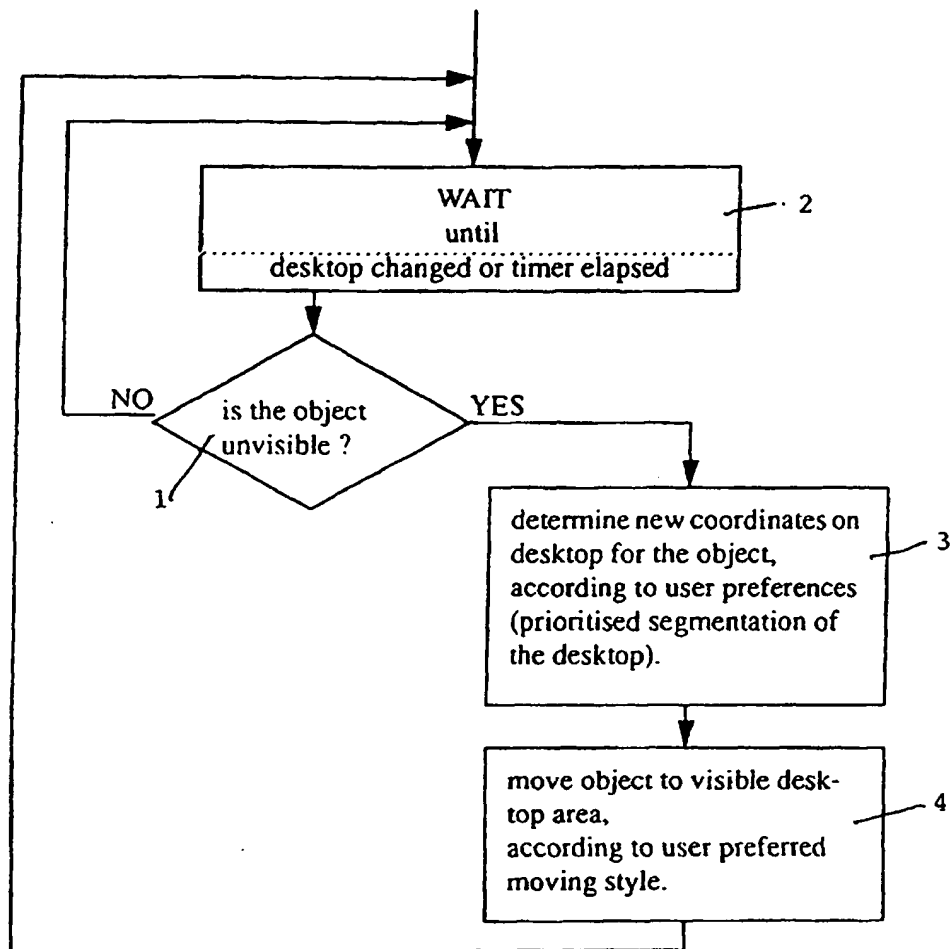 WAIT
until
desktop changed or timer elapsed
2
NO
is the object
unvisible ?
YES
1
determine new coordinates on
desktop for the object,
according to user preferences
(prioritised segmentation of
the desktop).
3
move object to visible desk-
top area,
according to user preferred
moving style.
4